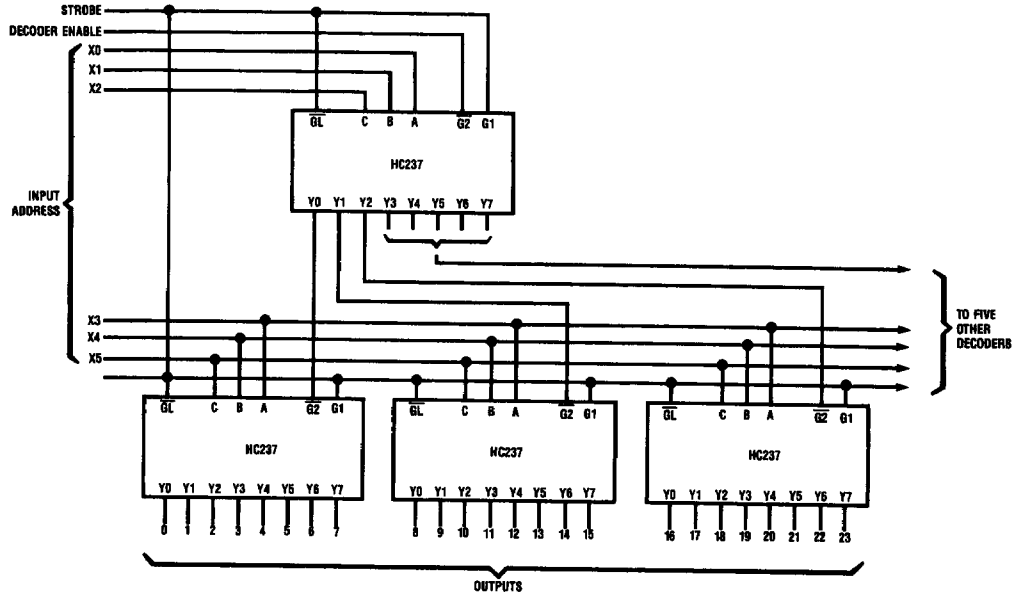 STROBE
DECODER ENABLE
X0
X1
X2
GL C B A G2 G1
HC237
Y0 Y1 Y2 Y3 Y4 Y5 Y6 Y7
INPUT
ADDRESS
X3
X4
X5
TO FIVE
OTHER
DECODERS
GL C B A G2 G1 GL C B A G2 G1 GL C B A G2 G1
HC237 HC237 HC237
Y0 Y1 Y2 Y3 Y4 Y5 Y6 Y7 Y0 Y1 Y2 Y3 Y4 Y5 Y6 Y7 Y0 Y1 Y2 Y3 Y4 Y5 Y6 Y7
0 1 2 3 4 5 6 7 8 9 10 11 12 13 14 15 16 17 18 19 20 21 22 23
OUTPUTS